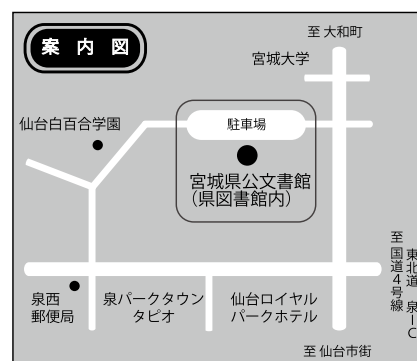 案内図
至 大和町
宮城大学
仙台白百合学園
駐車場
宮城県公文書館
（県図書館内）
至 国道４号線
東北道 泉ＩＣ
泉西
郵便局
泉パークタウン
タピオ
仙台ロイヤル
パークホテル
至 仙台市街